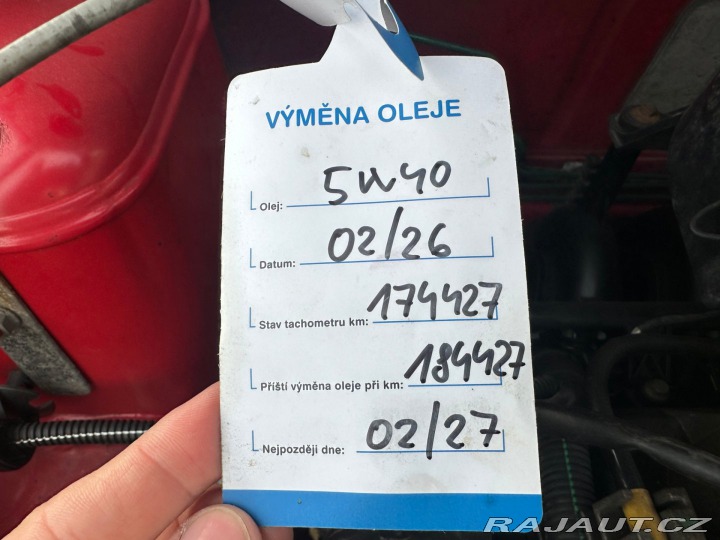 VÝMĚNA OLEJE
Olej: 5W40
Datum: 02/26
Stav tachometru km: 174427
Příští výměna oleje při km: 184427
Nejpozději dne: 02/27
RAJAUT.CZ